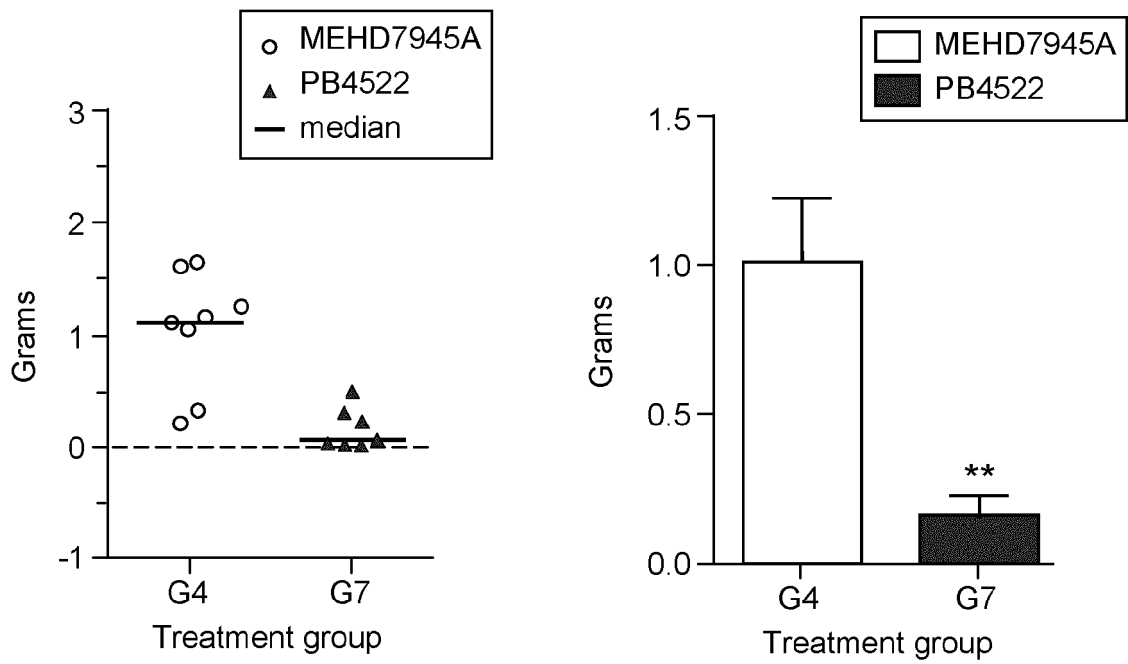 MEHD7945A
PB4522
median
3
2
1
0
-1
Grams
G4
G7
Treatment group
MEHD7945A
PB4522
1.5
1.0
0.5
0.0
Grams
**
G4
G7
Treatment group